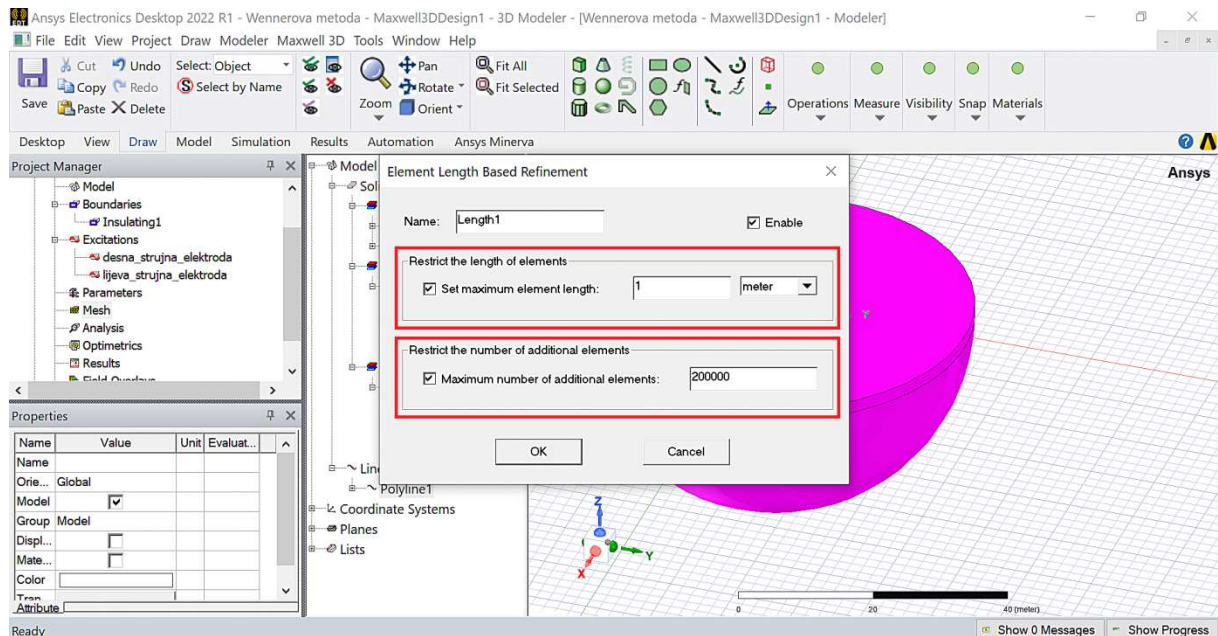 Ansys Electronics Desktop 2022 R1 - Wennerova metoda - Maxwell3DDesign1 - 3D Modeler - [Wennerova metoda - Maxwell3DDesign1 - Modeler]
File Edit View Project Draw Modeler Maxwell 3D Tools Window Help
Save
Cut Undo Select: Object
Copy Redo Select by Name
Paste Delete
Zoom
Pan
Rotate
Orient
Fit All
Fit Selected
Operations Measure Visibility Snap Materials
Desktop View Draw Model Simulation Results Automation Ansys Minerva
Project Manager
Model
Boundaries
Insulating1
Excitations
desna_strujna_elektroda
lijeva_strujna_elektroda
Parameters
Mesh
Analysis
Optimetrics
Results
Properties
Name Value Unit Evaluat...
Name
Orie... Global
Model
Group Model
Displ...
Mate...
Color
Attribute
Model
Polyline1
Coordinate Systems
Planes
Lists
Element Length Based Refinement
Name: Length1 Enable
Restrict the length of elements
Set maximum element length: 1 meter
Restrict the number of additional elements
Maximum number of additional elements: 200000
OK Cancel
Ansys
Y
Z
Y
X
0 20 40 (meter)
Ready
Show 0 Messages Show Progress